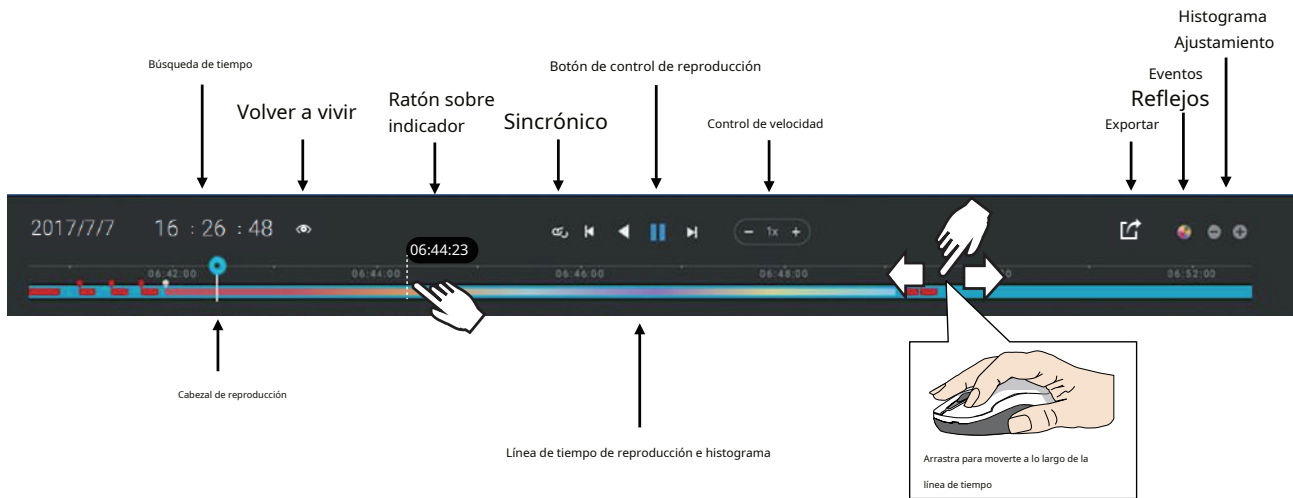 Histograma
Ajustamiento
Búsqueda de tiempo
Botón de control de reproducción
Eventos
Volver a vivir
Ratón sobre
indicador
Sincrónico
Control de velocidad
Reflejos
Exportar
2017/7/7 16 : 26 : 48
- 1x +
06:44:23
06:42:00 06:44:00 06:46:00 06:48:00 06:52:00
Cabezal de reproducción
Línea de tiempo de reproducción e histograma
Arrastra para moverte a lo largo de la
línea de tiempo